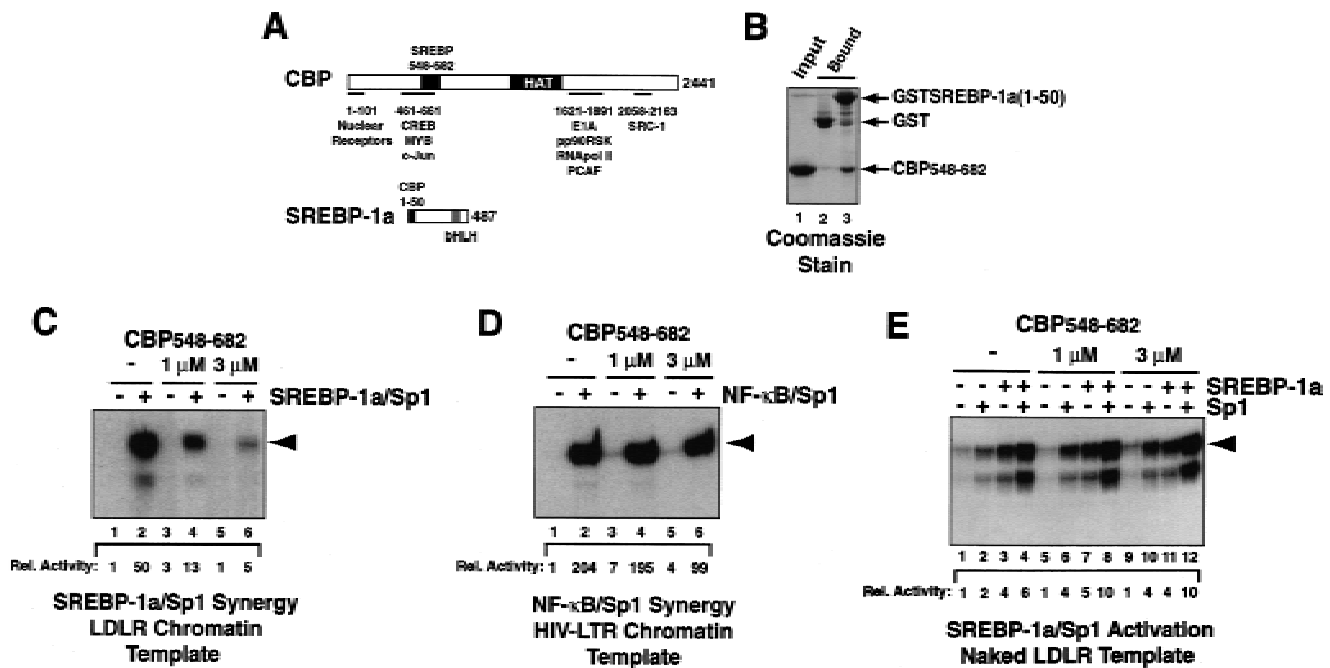 A
SREBP
548-682
CBP
HAT
2441
1-101
Nuclear
Receptors
461-661
CREB
MYB
c-Jun
1621-1891
E1A
pp90RSK
RNApol II
PCAF
2058-2163
SRC-1
CBP
1-50
SREBP-1a
487
bHLH
B
Input
Bound
GSTSREBP-1a(1-50)
GST
CBP548-682
1 2 3
Coomassie
Stain
C
CBP548-682
- 1 μM 3 μM
- + - + - + SREBP-1a/Sp1
1 2 3 4 5 6
Rel. Activity: 1 50 3 13 1 5
SREBP-1a/Sp1 Synergy
LDLR Chromatin
Template
D
CBP548-682
- 1 μM 3 μM
- + - + - + NF-κB/Sp1
1 2 3 4 5 6
Rel. Activity: 1 204 7 195 4 99
NF-κB/Sp1 Synergy
HIV-LTR Chromatin
Template
E
CBP548-682
- 1 μM 3 μM
- - + + - - + + - - + + SREBP-1a
- + - + - + - + - + - + Sp1
1 2 3 4 5 6 7 8 9 10 11 12
Rel. Activity: 1 2 4 6 1 4 5 10 1 4 4 10
SREBP-1a/Sp1 Activation
Naked LDLR Template